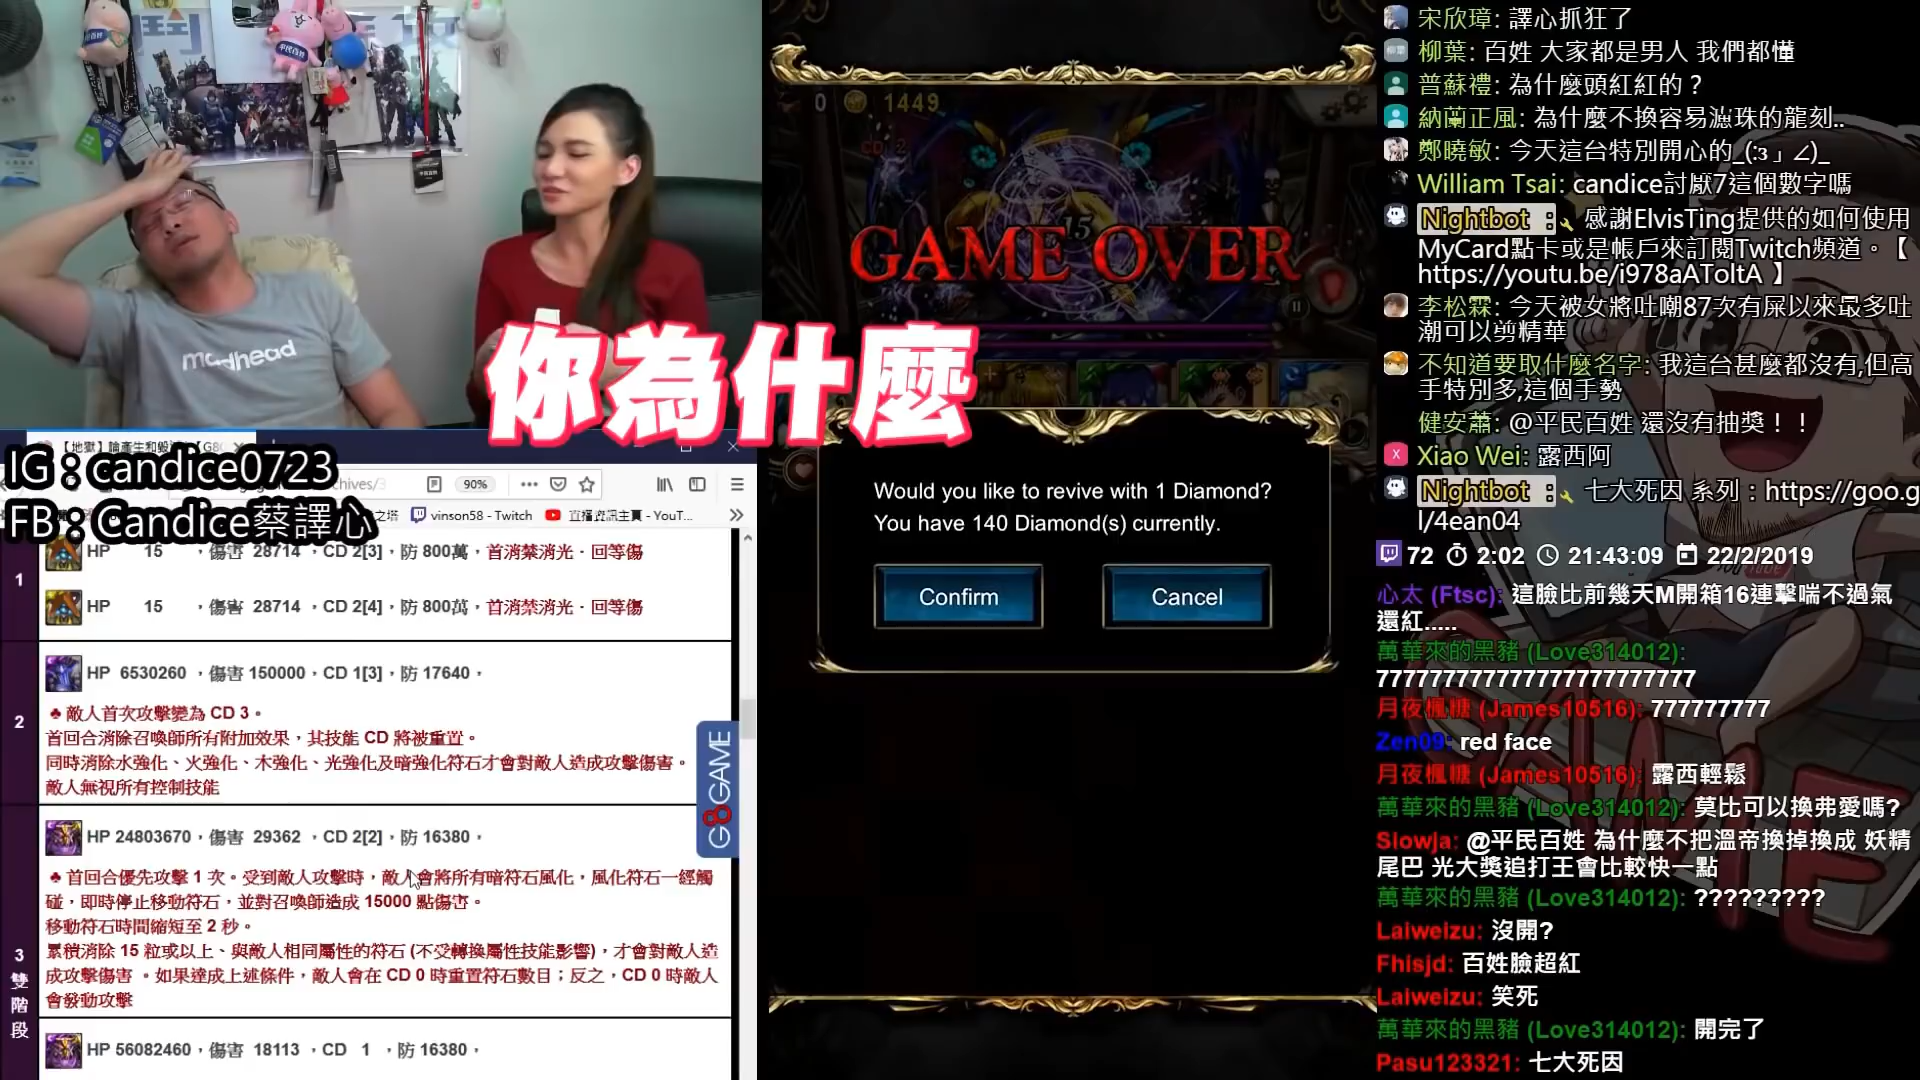 madhead
你為什麼
IG：candice0723
FB：Candice蔡譯心
90%
vinson58 - Twitch
直播資訊主頁 - YouT...
1
HP 15 ，傷害 28714 ，CD 2[3]，防 800萬，首消禁消光．回等傷
HP 15 ，傷害 28714 ，CD 2[4]，防 800萬，首消禁消光．回等傷
2
HP 6530260 ，傷害 150000，CD 1[3]，防 17640，
♣ 敵人首次攻擊變為 CD 3。
首回合消除召喚師所有附加效果，其技能 CD 將被重置。
同時消除水強化、火強化、木強化、光強化及暗強化符石才會對敵人造成攻擊傷害。
敵人無視所有控制技能
3
雙
階
段
HP 24803670，傷害 29362 ，CD 2[2]，防 16380，
♣ 首回合優先攻擊 1 次。受到敵人攻擊時，敵人會將所有暗符石風化，風化符石一經觸
碰，即時停止移動符石，並對召喚師造成 15000 點傷害。
移動符石時間縮短至 2 秒。
累積消除 15 粒或以上、與敵人相同屬性的符石 (不受轉換屬性技能影響)，才會對敵人造
成攻擊傷害 。如果達成上述條件，敵人會在 CD 0 時重置符石數目；反之，CD 0 時敵人
會發動攻擊
HP 56082460，傷害 18113 ，CD 1 ，防 16380，
G8GAME
0 1449
CD 2
15
GAME OVER
Would you like to revive with 1 Diamond?
You have 140 Diamond(s) currently.
Confirm
Cancel
宋欣璋: 譯心抓狂了
柳葉: 百姓 大家都是男人 我們都懂
普蘇禮: 為什麼頭紅紅的？
納蘭正風: 為什麼不換容易瀘珠的龍刻..
鄭曉敏: 今天這台特別開心的_(:з」∠)_
William Tsai: candice討厭7這個數字嗎
Nightbot : 感謝ElvisTing提供的如何使用
MyCard點卡或是帳戶來訂閱Twitch頻道。【
https://youtu.be/i978aAToltA 】
李松霖: 今天被女將吐嘲87次有屎以來最多吐
潮可以剪精華
不知道要取什麼名字: 我這台甚麼都沒有,但高
手特別多,這個手勢
健安蕭: @平民百姓 還沒有抽獎！！
Xiao Wei: 露西阿
Nightbot : 七大死因 系列：https://goo.g
l/4ean04
72 2:02 21:43:09 22/2/2019
心太 (Ftsc): 這臉比前幾天M開箱16連擊喘不過氣
還紅.....
萬華來的黑豬 (Love314012):
77777777777777777777777777
月夜楓糖 (James10516): 777777777
Zen09: red face
月夜楓糖 (James10516): 露西輕鬆
萬華來的黑豬 (Love314012): 莫比可以換弗愛嗎?
Slowja: @平民百姓 為什麼不把溫帝換掉換成 妖精
尾巴 光大獎追打王會比較快一點
萬華來的黑豬 (Love314012): ?????????
Laiweizu: 沒開?
Fhisjd: 百姓臉超紅
Laiweizu: 笑死
萬華來的黑豬 (Love314012): 開完了
Pasu123321: 七大死因